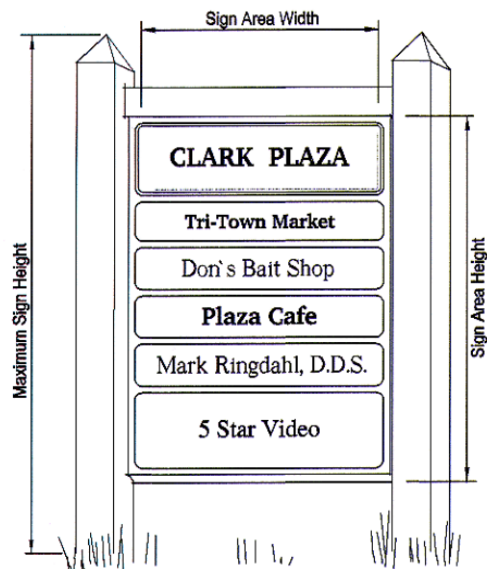 Sign Area Width
Maximum Sign Height
CLARK PLAZA
Tri-Town Market
Don`s Bait Shop
Plaza Cafe
Mark Ringdahl, D.D.S.
5 Star Video
Sign Area Height